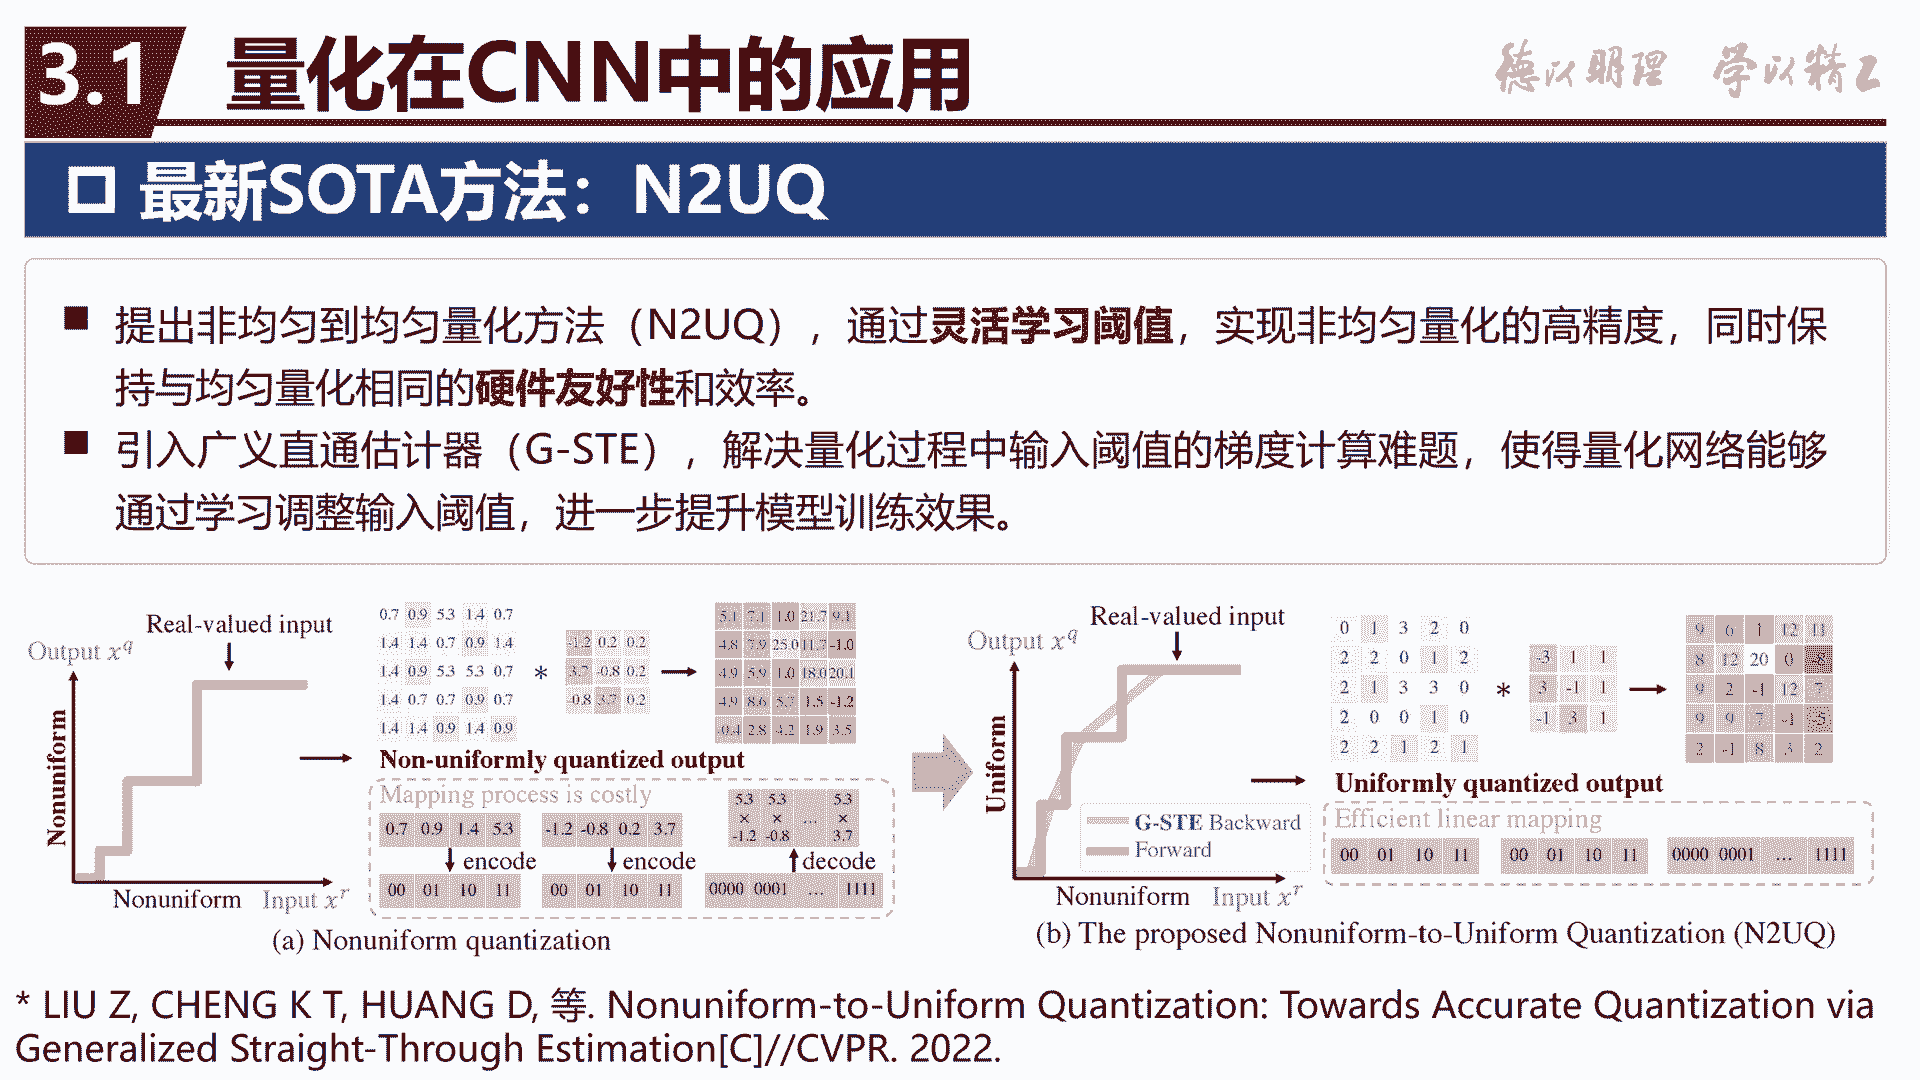 3.1 量化在CNN中的应用
德以明理 学以精工
最新SOTA方法：N2UQ
提出非均匀到均匀量化方法（N2UQ），通过灵活学习阈值，实现非均匀量化的高精度，同时保
持与均匀量化相同的硬件友好性和效率。
引入广义直通估计器（G-STE），解决量化过程中输入阈值的梯度计算难题，使得量化网络能够
通过学习调整输入阈值，进一步提升模型训练效果。
Real-valued input
Output x^q
Nonuniform
Nonuniform Input x^r
0.7 0.9 5.3 1.4 0.7
1.4 1.4 0.7 0.9 1.4
1.4 0.9 5.3 5.3 0.7
1.4 0.7 0.7 0.9 0.7
1.4 1.4 0.9 1.4 0.9
*
-1.2 0.2 0.2
3.7 -0.8 0.2
-0.8 3.7 0.2
5.1 7.1 1.0 21.7 9.1
4.8 7.9 25.0 11.7 -1.0
4.9 5.9 1.0 18.0 20.1
4.9 8.6 5.7 1.5 -1.2
-0.4 2.8 4.2 1.9 3.5
Non-uniformly quantized output
Mapping process is costly
0.7 0.9 1.4 5.3
encode
00 01 10 11
-1.2 -0.8 0.2 3.7
encode
00 01 10 11
5.3 5.3 5.3
× × ... ×
-1.2 -0.8 3.7
decode
0000 0001 ... 1111
(a) Nonuniform quantization
Real-valued input
Output x^q
Uniform
G-STE Backward
Forward
Nonuniform Input x^r
0 1 3 2 0
2 2 0 1 2
2 1 3 3 0
2 0 0 1 0
2 2 1 2 1
*
-3 1 1
3 -1 1
-1 3 1
9 6 1 12 11
8 12 20 0 -8
9 2 -1 12 7
9 9 7 -1 -5
2 -1 8 3 2
Uniformly quantized output
Efficient linear mapping
00 01 10 11
00 01 10 11
0000 0001 ... 1111
(b) The proposed Nonuniform-to-Uniform Quantization (N2UQ)
* LIU Z, CHENG K T, HUANG D, 等. Nonuniform-to-Uniform Quantization: Towards Accurate Quantization via
Generalized Straight-Through Estimation[C]//CVPR. 2022.